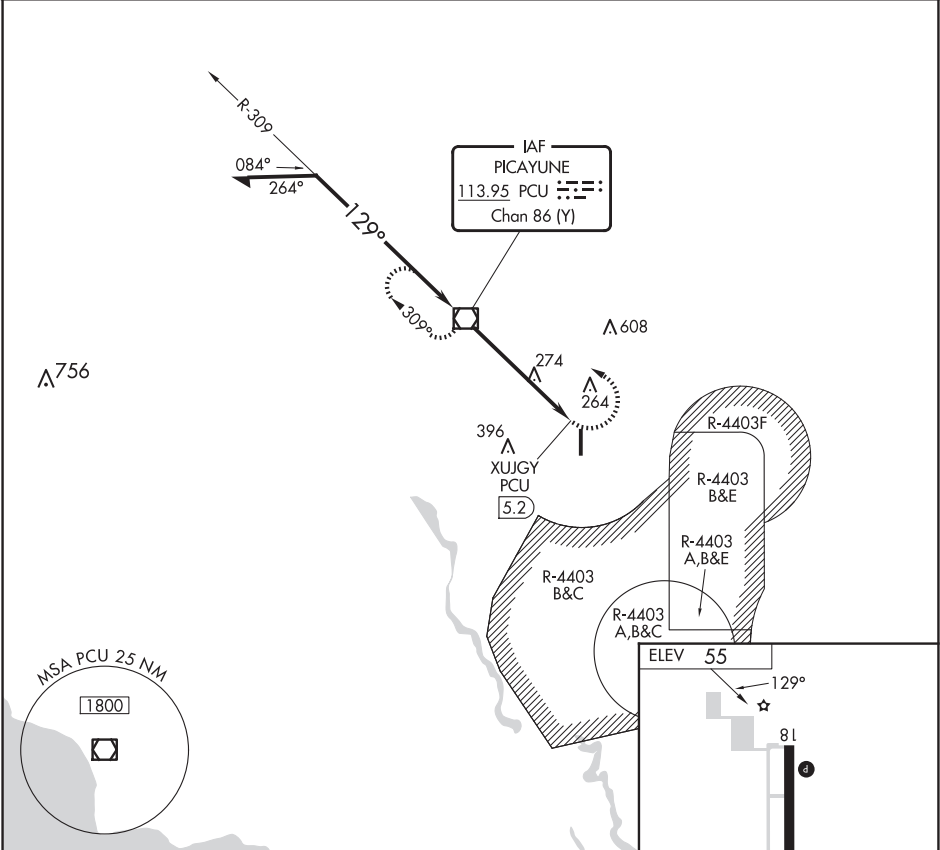 R-309
084°
264°
129°
IAF
PICAYUNE
113.95 PCU
Chan 86 (Y)
309°
608
756
274
264
396
XUJGY
PCU
5.2
R-4403F
R-4403
B&E
R-4403
A,B&E
R-4403
B&C
R-4403
A,B&C
MSA PCU 25 NM
1800
ELEV 55
129°
18
P